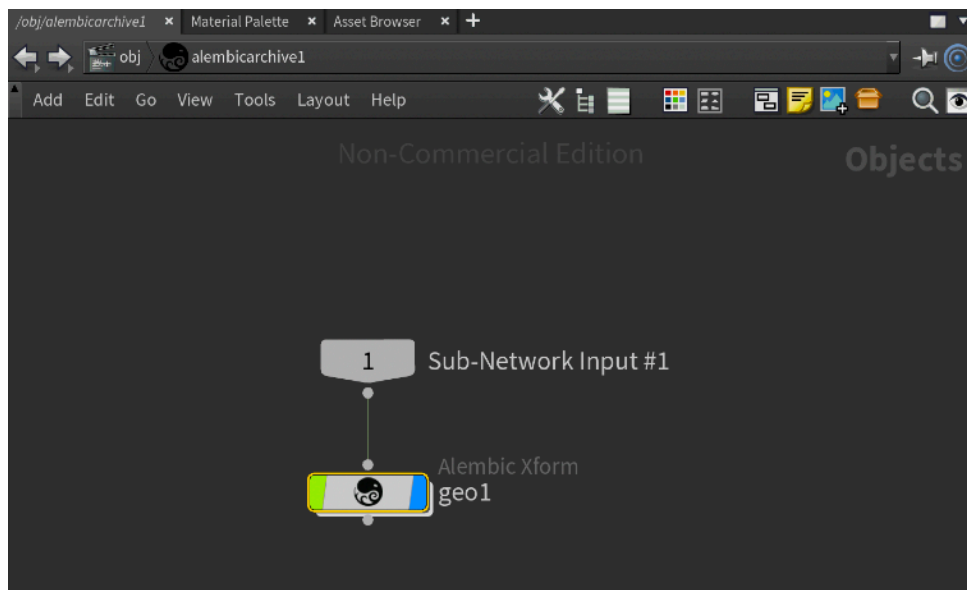 /obj/alembicarchive1 × Material Palette × Asset Browser × +
obj alembicarchive1
Add Edit Go View Tools Layout Help
Non-Commercial Edition
Objects
1 Sub-Network Input #1
Alembic Xform
geo1